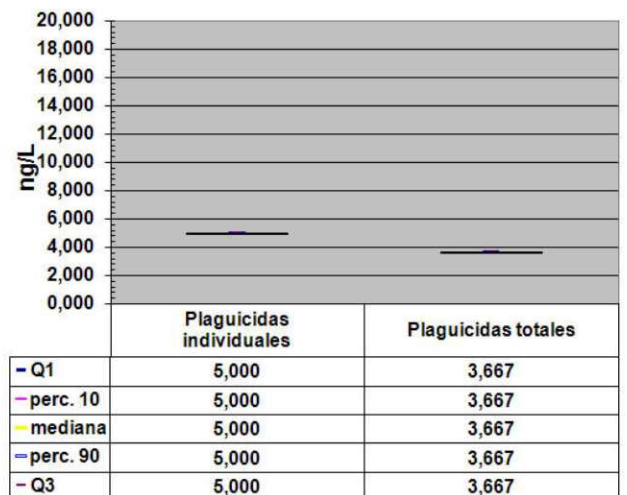 20,000
18,000
16,000
14,000
12,000
10,000
8,000
6,000
4,000
2,000
0,000
ng/L
Plaguicidas individuales Plaguicidas totales
Q1 5,000 3,667
perc. 10 5,000 3,667
mediana 5,000 3,667
perc. 90 5,000 3,667
Q3 5,000 3,667